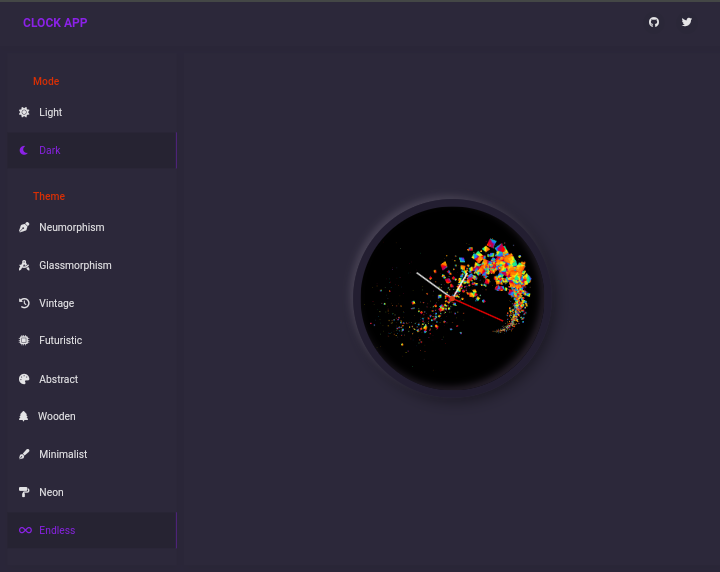 CLOCK APP
Mode
Light
Dark
Theme
Neumorphism
Glassmorphism
Vintage
Futuristic
Abstract
Wooden
Minimalist
Neon
Endless